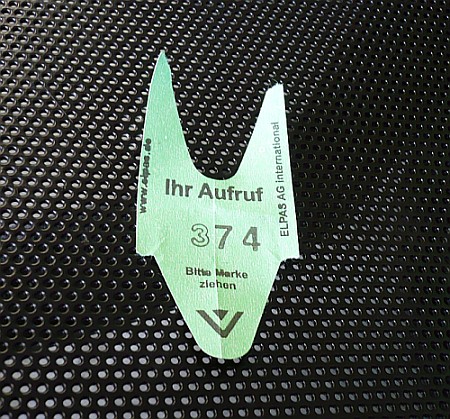 www.elpas.de
Ihr Aufruf
374
Bitte Marke
ziehen
ELPAS AG International